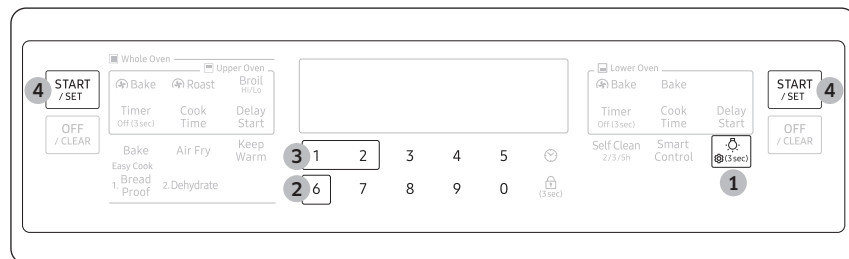 Whole Oven
Upper Oven
Lower Oven
4
START
/ SET
Bake
Roast
Broil
Hi/Lo
Bake
Bake
START
/ SET
4
Timer
Off (3 sec)
Cook
Time
Delay
Start
Timer
Off (3 sec)
Cook
Time
Delay
Start
OFF
/ CLEAR
OFF
/ CLEAR
Bake
Air Fry
Keep
Warm
3
1 2 3 4 5
Self Clean
2/3/5h
Smart
Control
(3 sec)
Easy Cook
1. Bread
Proof
2. Dehydrate
2
6 7 8 9 0
(3 sec)
1